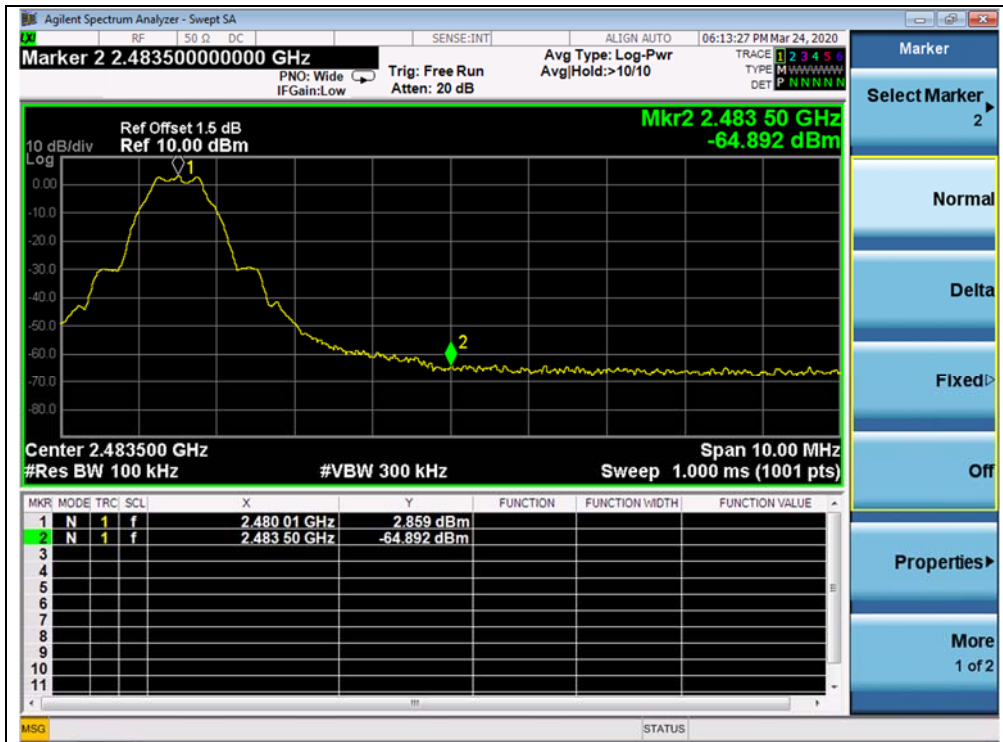 Agilent Spectrum Analyzer - Swept SA
LXI RF 50 Ω DC SENSE:INT ALIGN AUTO 06:13:27 PM Mar 24, 2020
Marker 2 2.483500000000 GHz
PNO: Wide
IFGain:Low
Trig: Free Run
Atten: 20 dB
Avg Type: Log-Pwr
Avg|Hold:>10/10
TRACE 1 2 3 4 5 6
TYPE M WWWWW
DET P N N N N N
Mkr2 2.483 50 GHz
-64.892 dBm
Ref Offset 1.5 dB
10 dB/div Ref 10.00 dBm
Log
0.00
-10.0
-20.0
-30.0
-40.0
-50.0
-60.0
-70.0
-80.0
1
2
Center 2.483500 GHz Span 10.00 MHz
#Res BW 100 kHz #VBW 300 kHz Sweep 1.000 ms (1001 pts)
MKR MODE TRC SCL X Y FUNCTION FUNCTION WIDTH FUNCTION VALUE
1 N 1 f 2.480 01 GHz 2.859 dBm
2 N 1 f 2.483 50 GHz -64.892 dBm
3
4
5
6
7
8
9
10
11
MSG STATUS
Marker
Select Marker
2
Normal
Delta
Fixed
Off
Properties
More
1 of 2